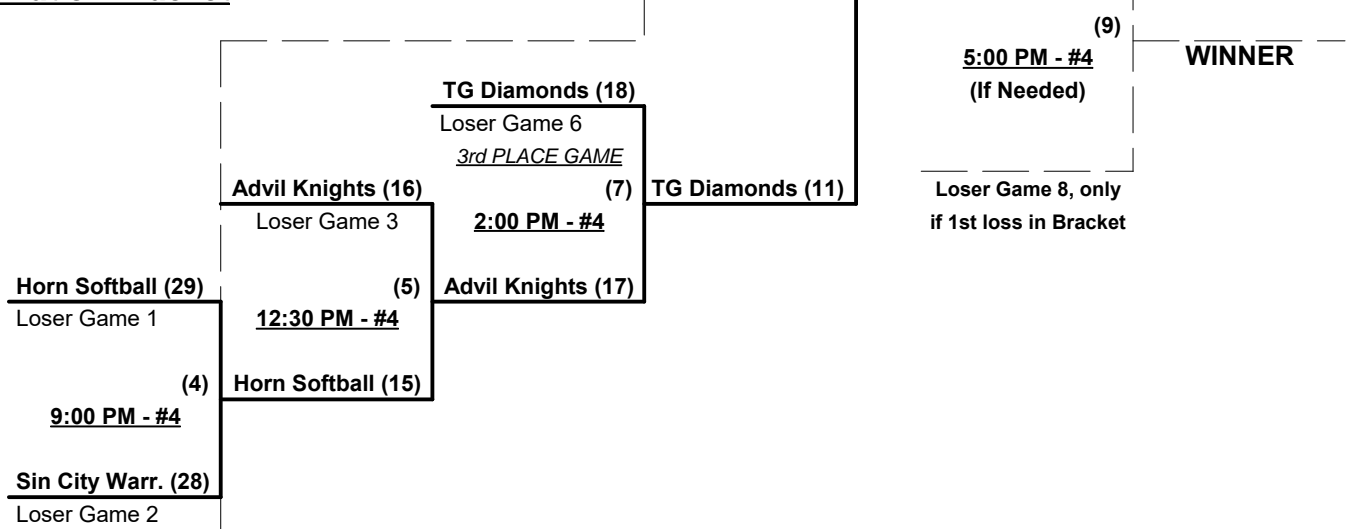 (9)
5:00 PM - #4
WINNER
(If Needed)
TG Diamonds (18)
Loser Game 6
3rd PLACE GAME
Advil Knights (16)
(7)
TG Diamonds (11)
Loser Game 8, only
Loser Game 3
2:00 PM - #4
if 1st loss in Bracket
Horn Softball (29)
(5)
Advil Knights (17)
Loser Game 1
12:30 PM - #4
(4)
Horn Softball (15)
9:00 PM - #4
Sin City Warr. (28)
Loser Game 2